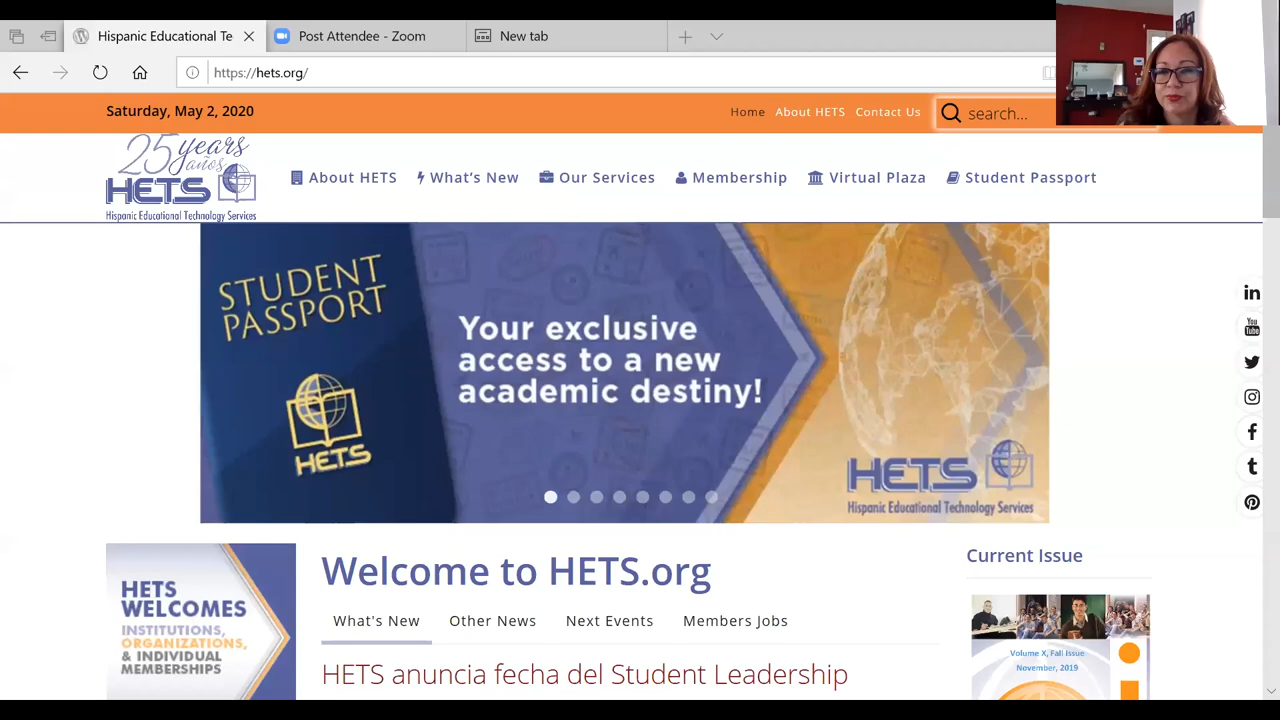 Hispanic Educational Te
Post Attendee - Zoom
New tab
https://hets.org/
Saturday, May 2, 2020
Home About HETS Contact Us
search...
25 years
años
HETS
Hispanic Educational Technology Services
About HETS What's New Our Services Membership Virtual Plaza Student Passport
STUDENT
PASSPORT
HETS
Your exclusive
access to a new
academic destiny!
HETS
Hispanic Educational Technology Services
in
You
Tube
f
t
HETS
WELCOMES
INSTITUTIONS,
ORGANIZATIONS,
& INDIVIDUAL
MEMBERSHIPS
Welcome to HETS.org
What's New Other News Next Events Members Jobs
HETS anuncia fecha del Student Leadership
Current Issue
Volume X, Fall Issue
November, 2019